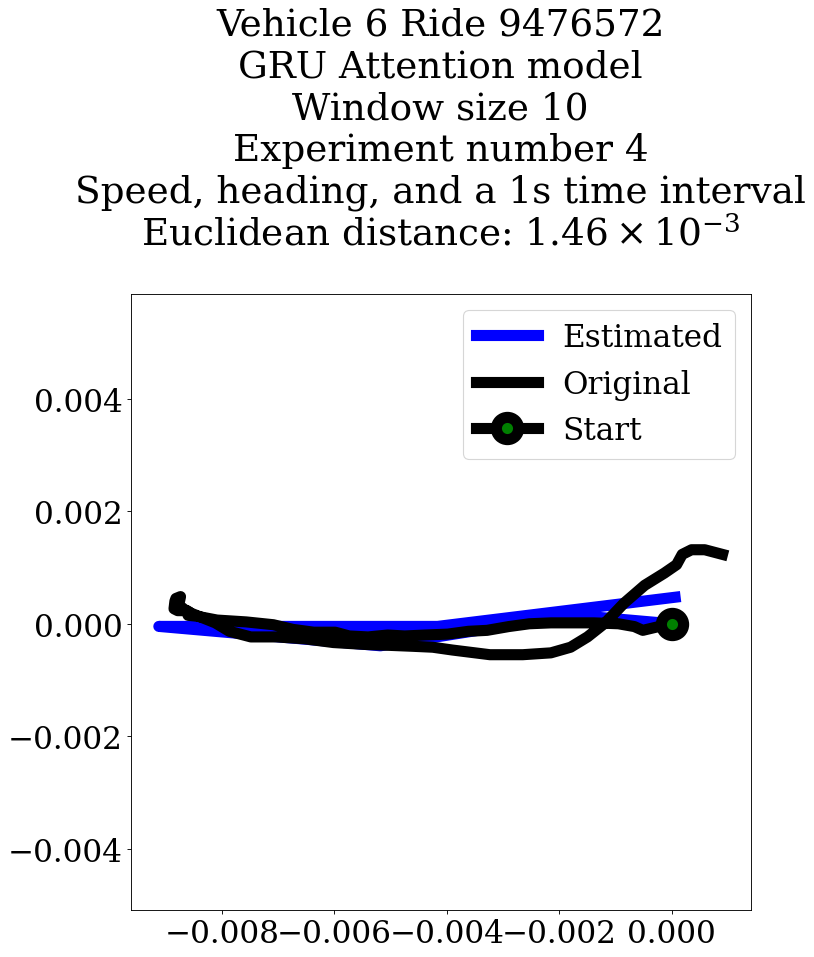 Vehicle 6 Ride 9476572
GRU Attention model
Window size 10
Experiment number 4
Speed, heading, and a 1s time interval
Euclidean distance: 1.46 × 10⁻³
Estimated
Original
Start
0.004
0.002
0.000
−0.002
−0.004
−0.008 −0.006 −0.004 −0.002 0.000